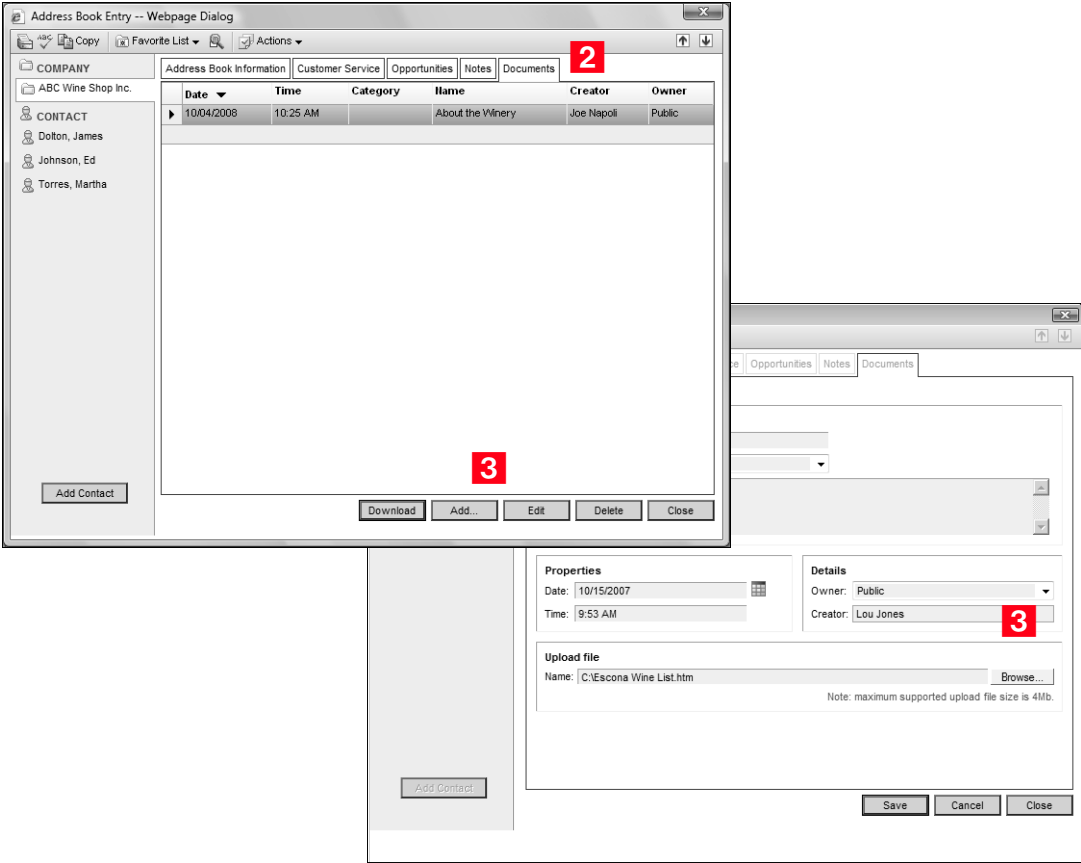 Address Book Entry -- Webpage Dialog
ABC Copy Favorite List Actions
COMPANY
ABC Wine Shop Inc.
CONTACT
Dolton, James
Johnson, Ed
Torres, Martha
Add Contact
Address Book Information Customer Service Opportunities Notes Documents
2
Date Time Category Name Creator Owner
10/04/2008 10:25 AM About the Winery Joe Napoli Public
3
Download Add... Edit Delete Close
ce Opportunities Notes Documents
Properties
Date: 10/15/2007
Time: 9:53 AM
Details
Owner: Public
Creator: Lou Jones
3
Upload file
Name: C:\Escona Wine List.htm Browse...
Note: maximum supported upload file size is 4Mb.
Add Contact
Save Cancel Close